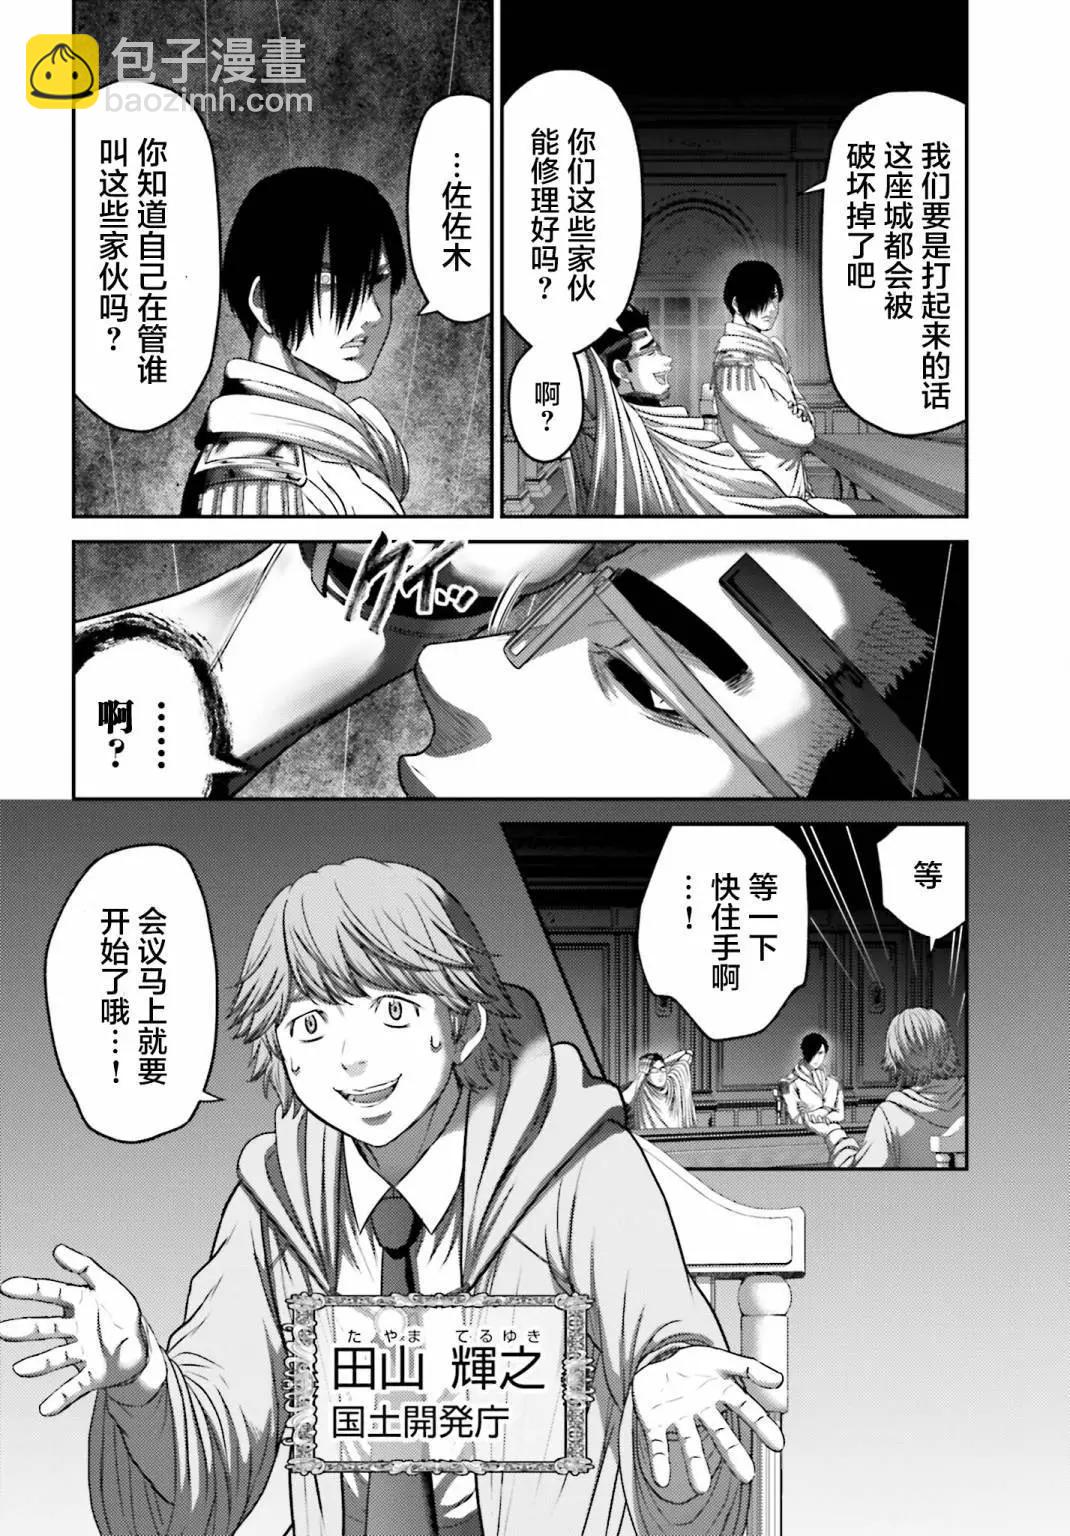 包子漫畫
baozimh.com
我们要是打起来的话
这座城都会被
破坏掉了吧
你们这些家伙
能修理好吗？
啊？
…佐佐木
你知道自己在管谁
叫这些家伙吗？
グイ…
……
啊？
等
等一下
快住手啊
…！
会议马上就要
开始了哦…！
たやま てるゆき
田山 輝之
国土開発庁